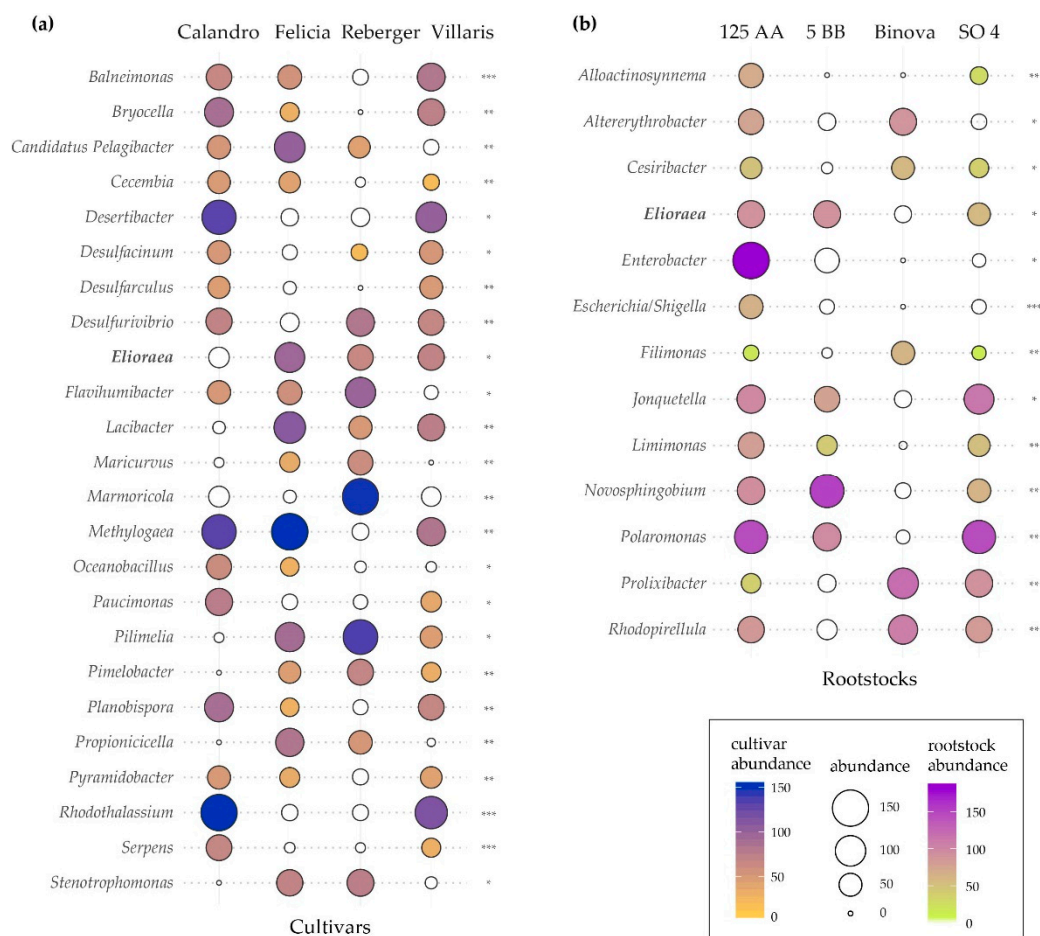 (a)
Calandro Felicia Reberger Villaris
Balneimonas ***
Bryocella **
Candidatus Pelagibacter **
Cecembia **
Desertibacter *
Desulfacinum *
Desulfarculus **
Desulfurivibrio **
Elioraea *
Flavihumibacter *
Lacibacter **
Maricurvus **
Marmoricola **
Methylogaea **
Oceanobacillus *
Paucimonas *
Pilimelia *
Pimelobacter **
Planobispora **
Propionicicella **
Pyramidobacter **
Rhodothalassium ***
Serpens ***
Stenotrophomonas *
Cultivars
(b)
125 AA 5 BB Binova SO 4
Alloactinosynnema **
Altererythrobacter *
Cesiribacter *
Elioraea *
Enterobacter *
Escherichia/Shigella ***
Filimonas **
Jonquetella *
Limimonas **
Novosphingobium **
Polaromonas **
Prolixibacter **
Rhodopirellula **
Rootstocks
cultivar
abundance
150
100
50
0
abundance
150
100
50
0
rootstock
abundance
150
100
50
0